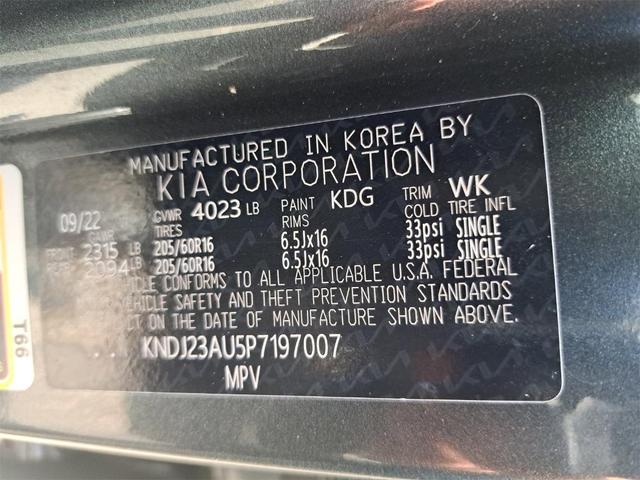 MANUFACTURED IN KOREA BY
KIA CORPORATION
09/22 GVWR 4023 LB PAINT KDG TRIM WK
TIRES RIMS COLD TIRE INFL
FRONT 2315 LB 205/60R16 6.5Jx16 33psi SINGLE
2094 LB 205/60R16 6.5Jx16 33psi SINGLE
VEHICLE CONFORMS TO ALL APPLICABLE U.S.A. FEDERAL
VEHICLE SAFETY AND THEFT PREVENTION STANDARDS
ON THE DATE OF MANUFACTURE SHOWN ABOVE.
KNDJ23AU5P7197007
MPV
T66